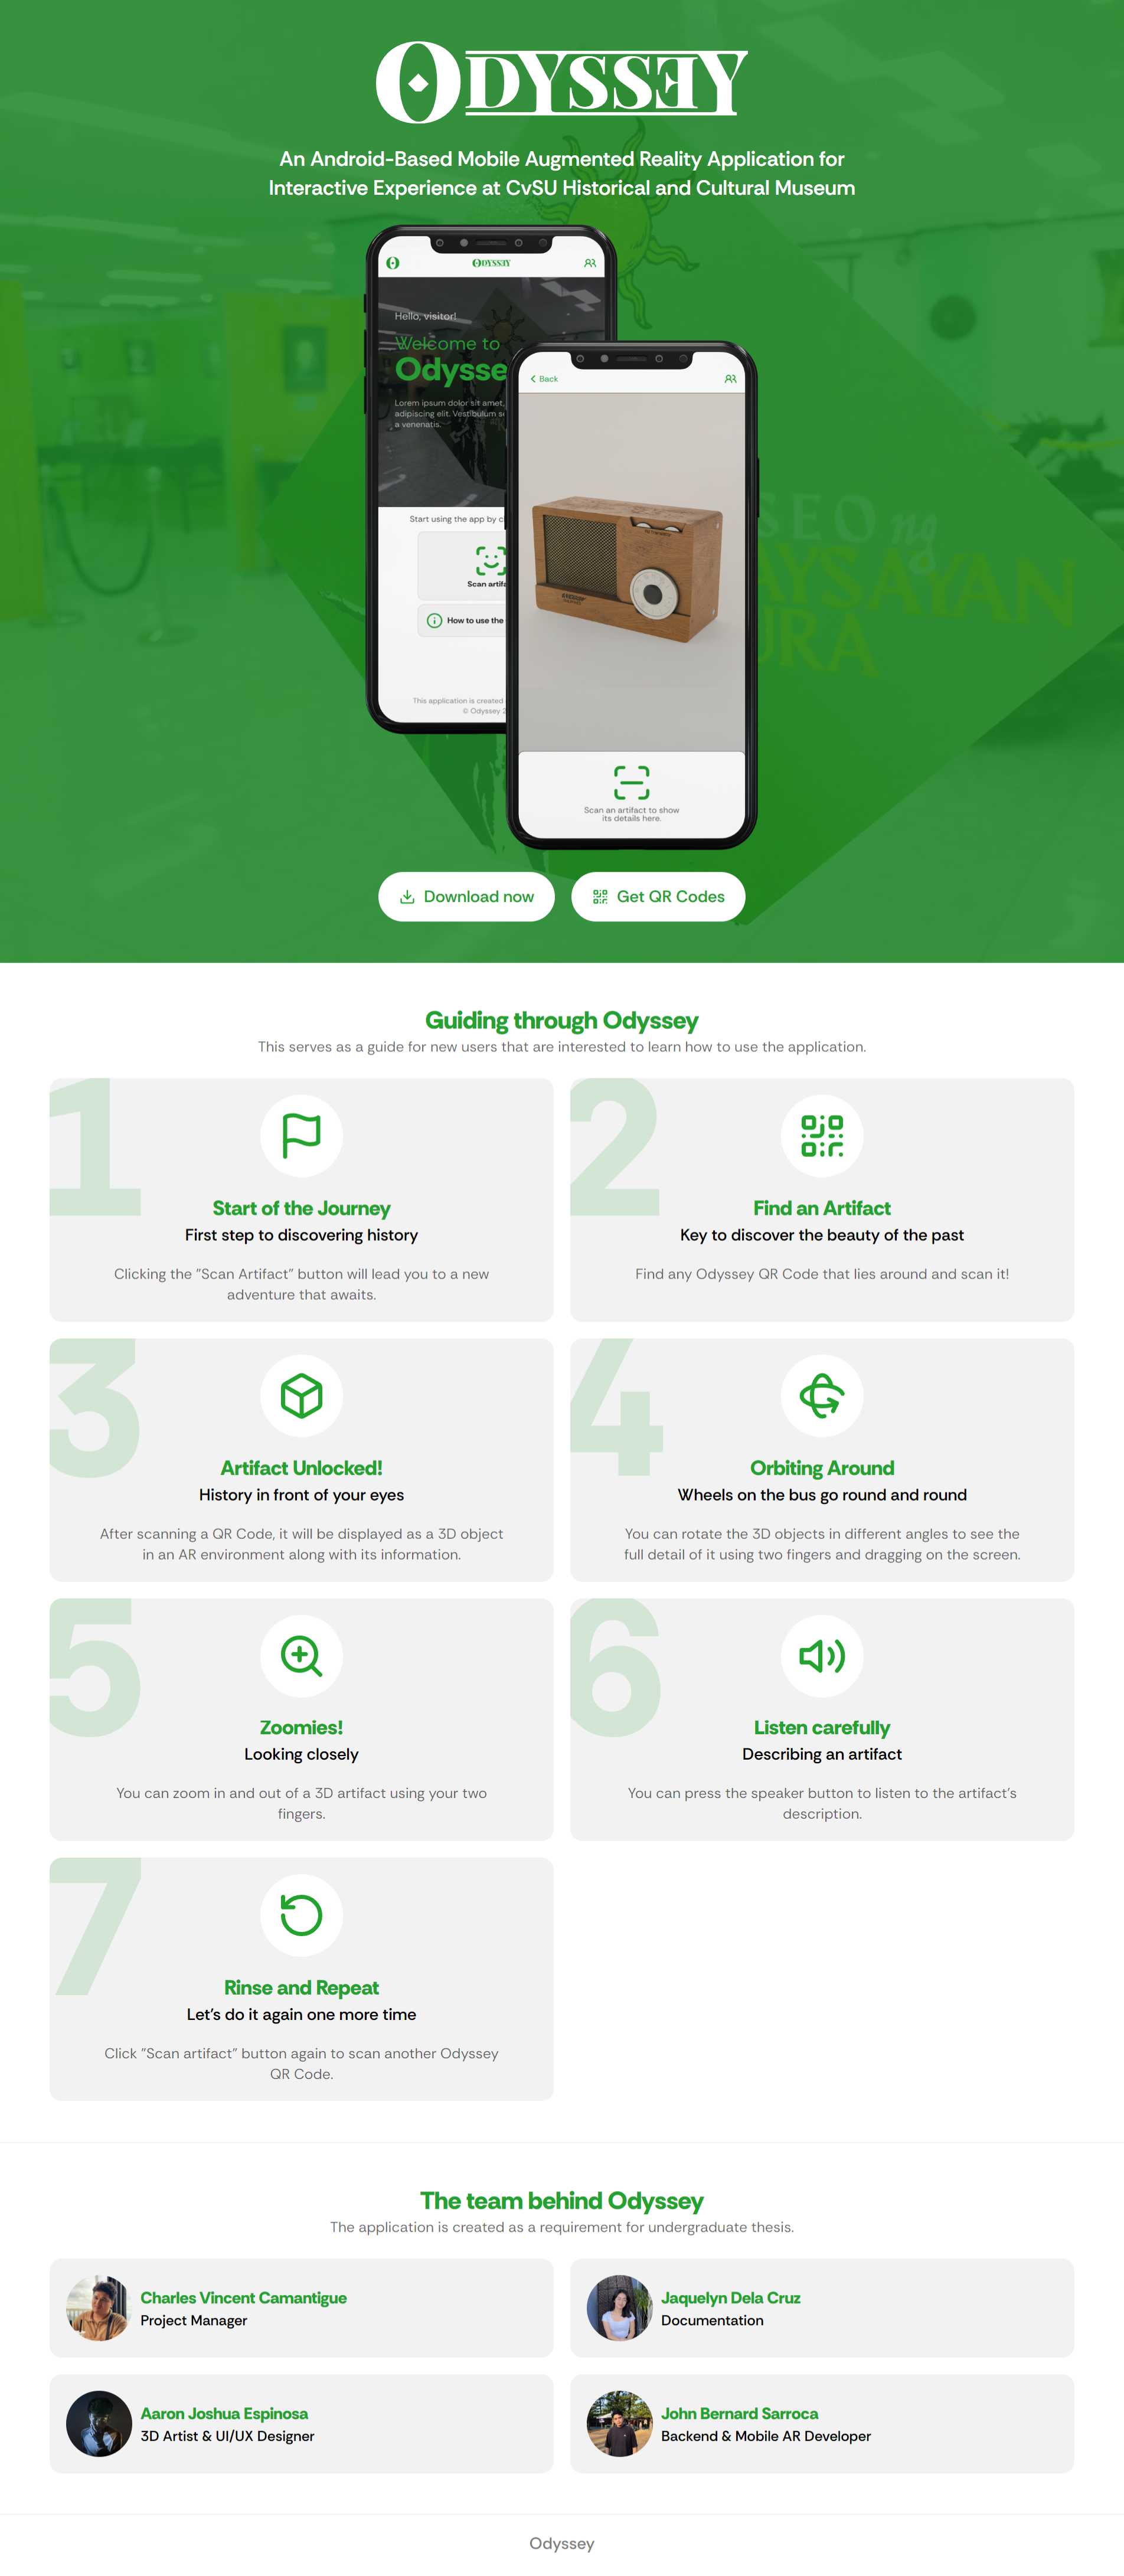 ODYSSEY
An Android-Based Mobile Augmented Reality Application for
Interactive Experience at CvSU Historical and Cultural Museum
ODYSSEY
Hello, visitor!
Welcome to
Odysse
Lorem ipsum dolor sit amet,
adipiscing elit. Vestibulum s
a venenatis.
Start using the app by c
Scan artifa
How to use the
This application is created
© Odyssey 2
Back
Scan an artifact to show
its details here.
SEO ng
AYSAYAN
URA
Download now
Get QR Codes
Guiding through Odyssey
This serves as a guide for new users that are interested to learn how to use the application.
1
Start of the Journey
First step to discovering history
Clicking the "Scan Artifact" button will lead you to a new
adventure that awaits.
2
Find an Artifact
Key to discover the beauty of the past
Find any Odyssey QR Code that lies around and scan it!
3
Artifact Unlocked!
History in front of your eyes
After scanning a QR Code, it will be displayed as a 3D object
in an AR environment along with its information.
4
Orbiting Around
Wheels on the bus go round and round
You can rotate the 3D objects in different angles to see the
full detail of it using two fingers and dragging on the screen.
5
Zoomies!
Looking closely
You can zoom in and out of a 3D artifact using your two
fingers.
6
Listen carefully
Describing an artifact
You can press the speaker button to listen to the artifact's
description.
7
Rinse and Repeat
Let's do it again one more time
Click "Scan artifact" button again to scan another Odyssey
QR Code.
The team behind Odyssey
The application is created as a requirement for undergraduate thesis.
Charles Vincent Camantigue
Project Manager
Jaquelyn Dela Cruz
Documentation
Aaron Joshua Espinosa
3D Artist & UI/UX Designer
John Bernard Sarroca
Backend & Mobile AR Developer
Odyssey